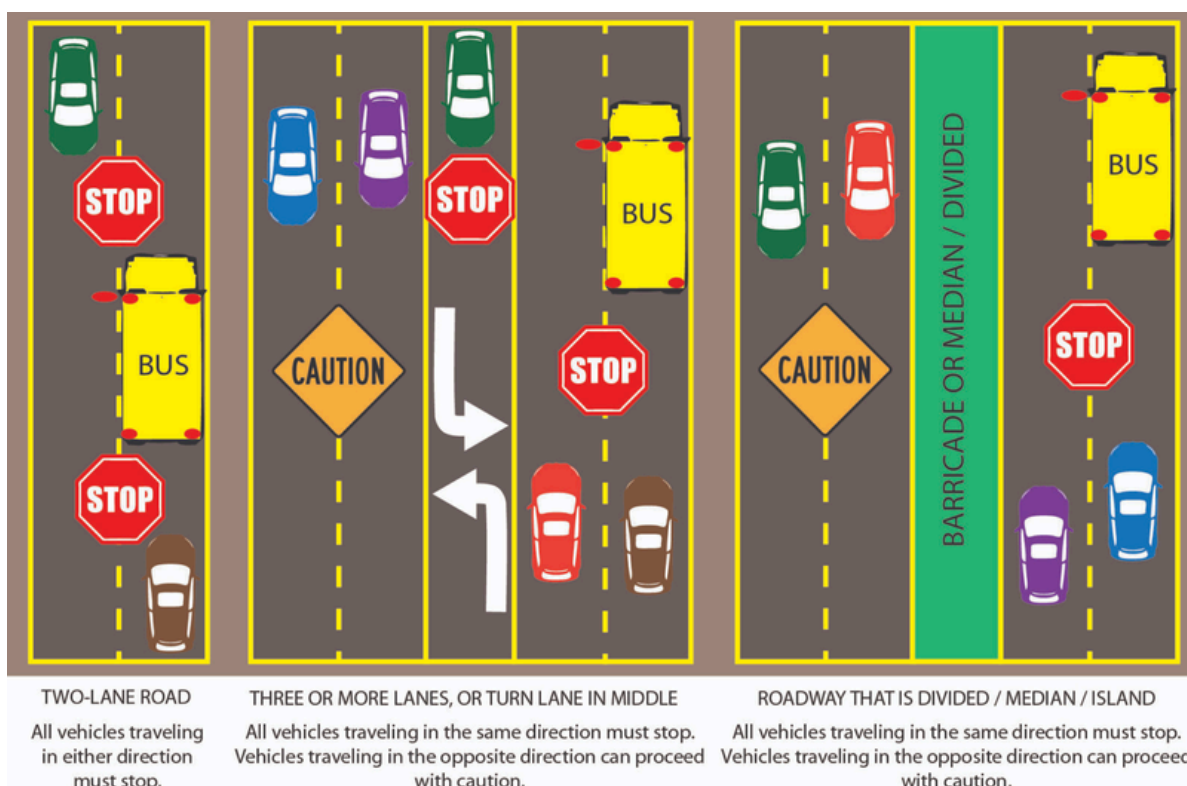 STOP
BUS
STOP
STOP
BUS
CAUTION
STOP
BUS
BARRICADE OR MEDIAN / DIVIDED
CAUTION
STOP
TWO-LANE ROAD
All vehicles traveling
in either direction
must stop.
THREE OR MORE LANES, OR TURN LANE IN MIDDLE
All vehicles traveling in the same direction must stop.
Vehicles traveling in the opposite direction can proceed
with caution.
ROADWAY THAT IS DIVIDED / MEDIAN / ISLAND
All vehicles traveling in the same direction must stop.
Vehicles traveling in the opposite direction can proceed
with caution.